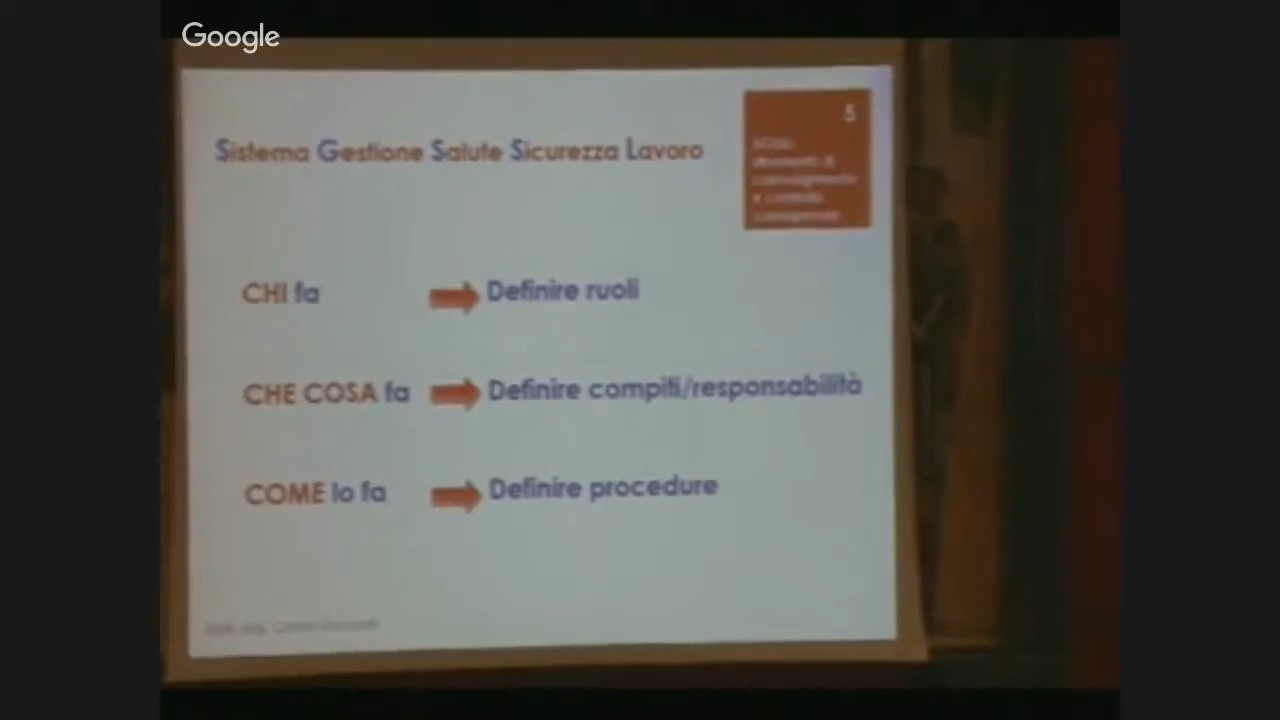 Google
Sistema Gestione Salute Sicurezza Lavoro
5
CHI fa
Definire ruoli
CHE COSA fa
Definire compiti/responsabilità
COME lo fa
Definire procedure